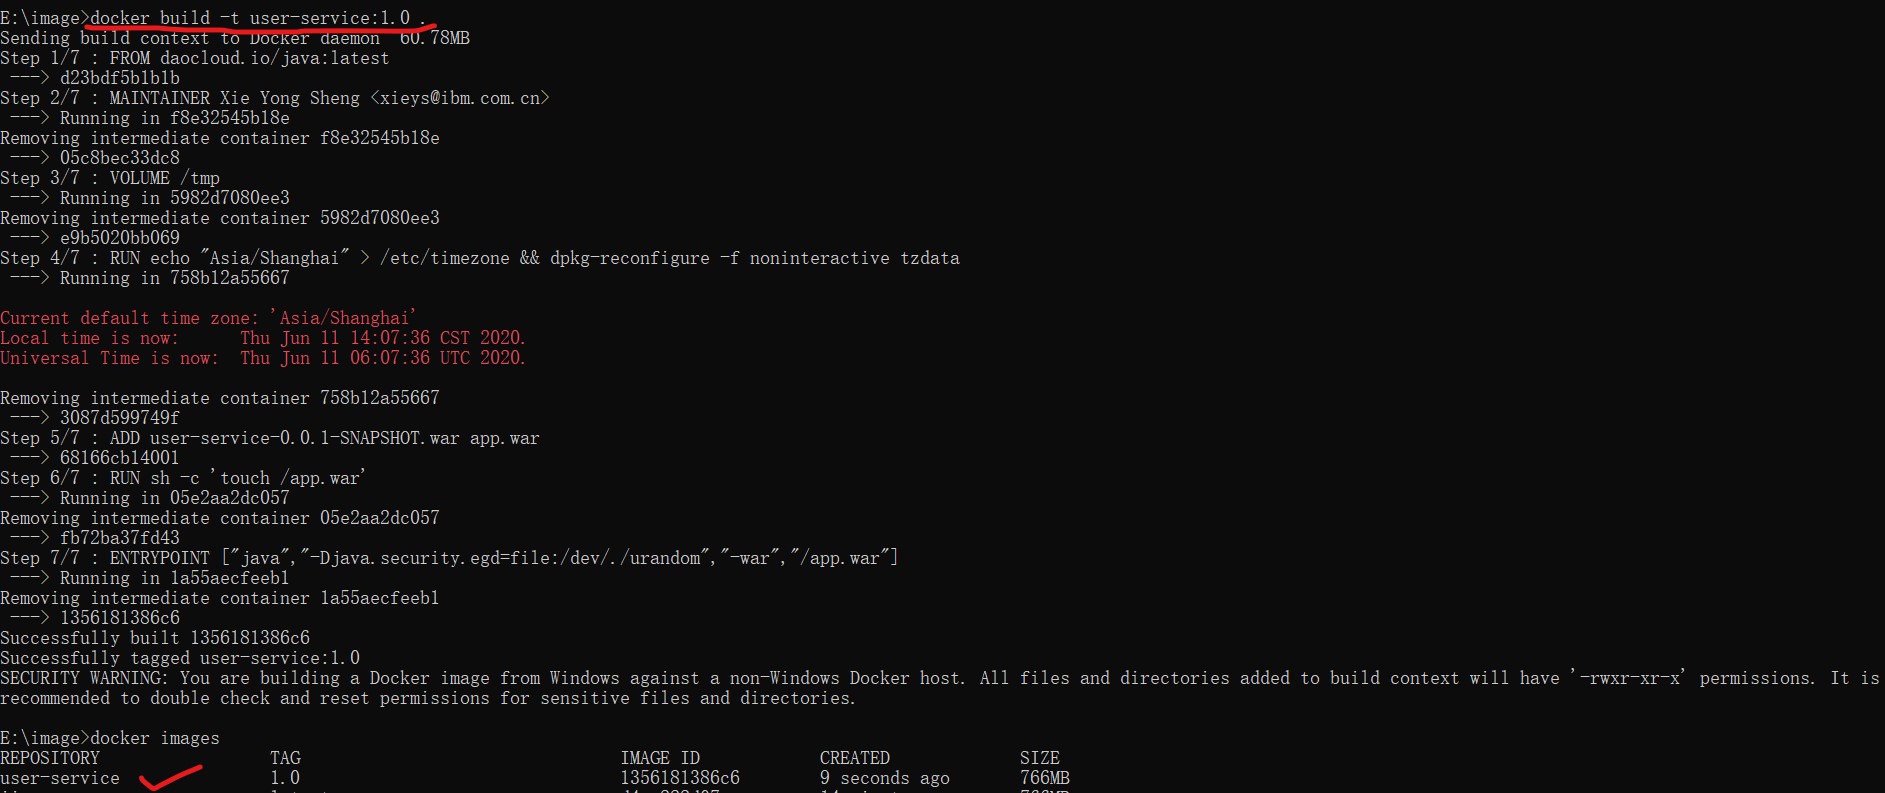 E:\image>docker build -t user-service:1.0 .
Sending build context to Docker daemon  60.78MB
Step 1/7 : FROM daocloud.io/java:latest
 ---> d23bdf5b1b1b
Step 2/7 : MAINTAINER Xie Yong Sheng <xieys@ibm.com.cn>
 ---> Running in f8e32545b18e
Removing intermediate container f8e32545b18e
 ---> 05c8bec33dc8
Step 3/7 : VOLUME /tmp
 ---> Running in 5982d7080ee3
Removing intermediate container 5982d7080ee3
 ---> e9b5020bb069
Step 4/7 : RUN echo "Asia/Shanghai" > /etc/timezone && dpkg-reconfigure -f noninteractive tzdata
 ---> Running in 758b12a55667
Current default time zone: 'Asia/Shanghai'
Local time is now:      Thu Jun 11 14:07:36 CST 2020.
Universal Time is now:  Thu Jun 11 06:07:36 UTC 2020.
Removing intermediate container 758b12a55667
 ---> 3087d599749f
Step 5/7 : ADD user-service-0.0.1-SNAPSHOT.war app.war
 ---> 68166cb14001
Step 6/7 : RUN sh -c 'touch /app.war'
 ---> Running in 05e2aa2dc057
Removing intermediate container 05e2aa2dc057
 ---> fb72ba37fd43
Step 7/7 : ENTRYPOINT ["java","-Djava.security.egd=file:/dev/./urandom","-war","/app.war"]
 ---> Running in 1a55aecfeeb1
Removing intermediate container 1a55aecfeeb1
 ---> 1356181386c6
Successfully built 1356181386c6
Successfully tagged user-service:1.0
SECURITY WARNING: You are building a Docker image from Windows against a non-Windows Docker host. All files and directories added to build context will have '-rwxr-xr-x' permissions. It is
recommended to double check and reset permissions for sensitive files and directories.
E:\image>docker images
REPOSITORY TAG IMAGE ID CREATED SIZE
user-service 1.0 1356181386c6 9 seconds ago 766MB